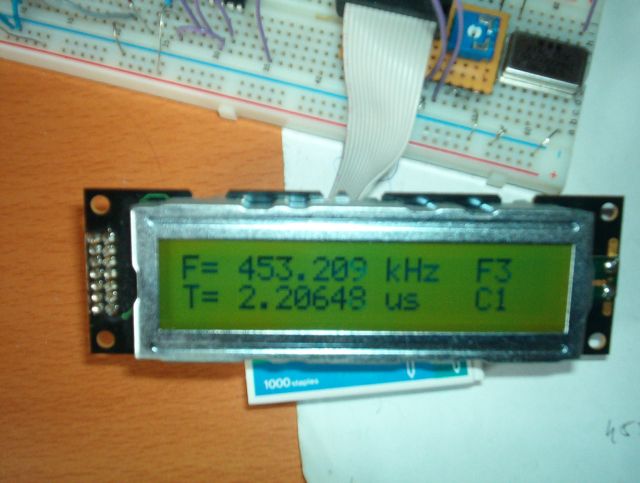 F= 453.209 kHz F3
T= 2.20648 us C1
1000 staples